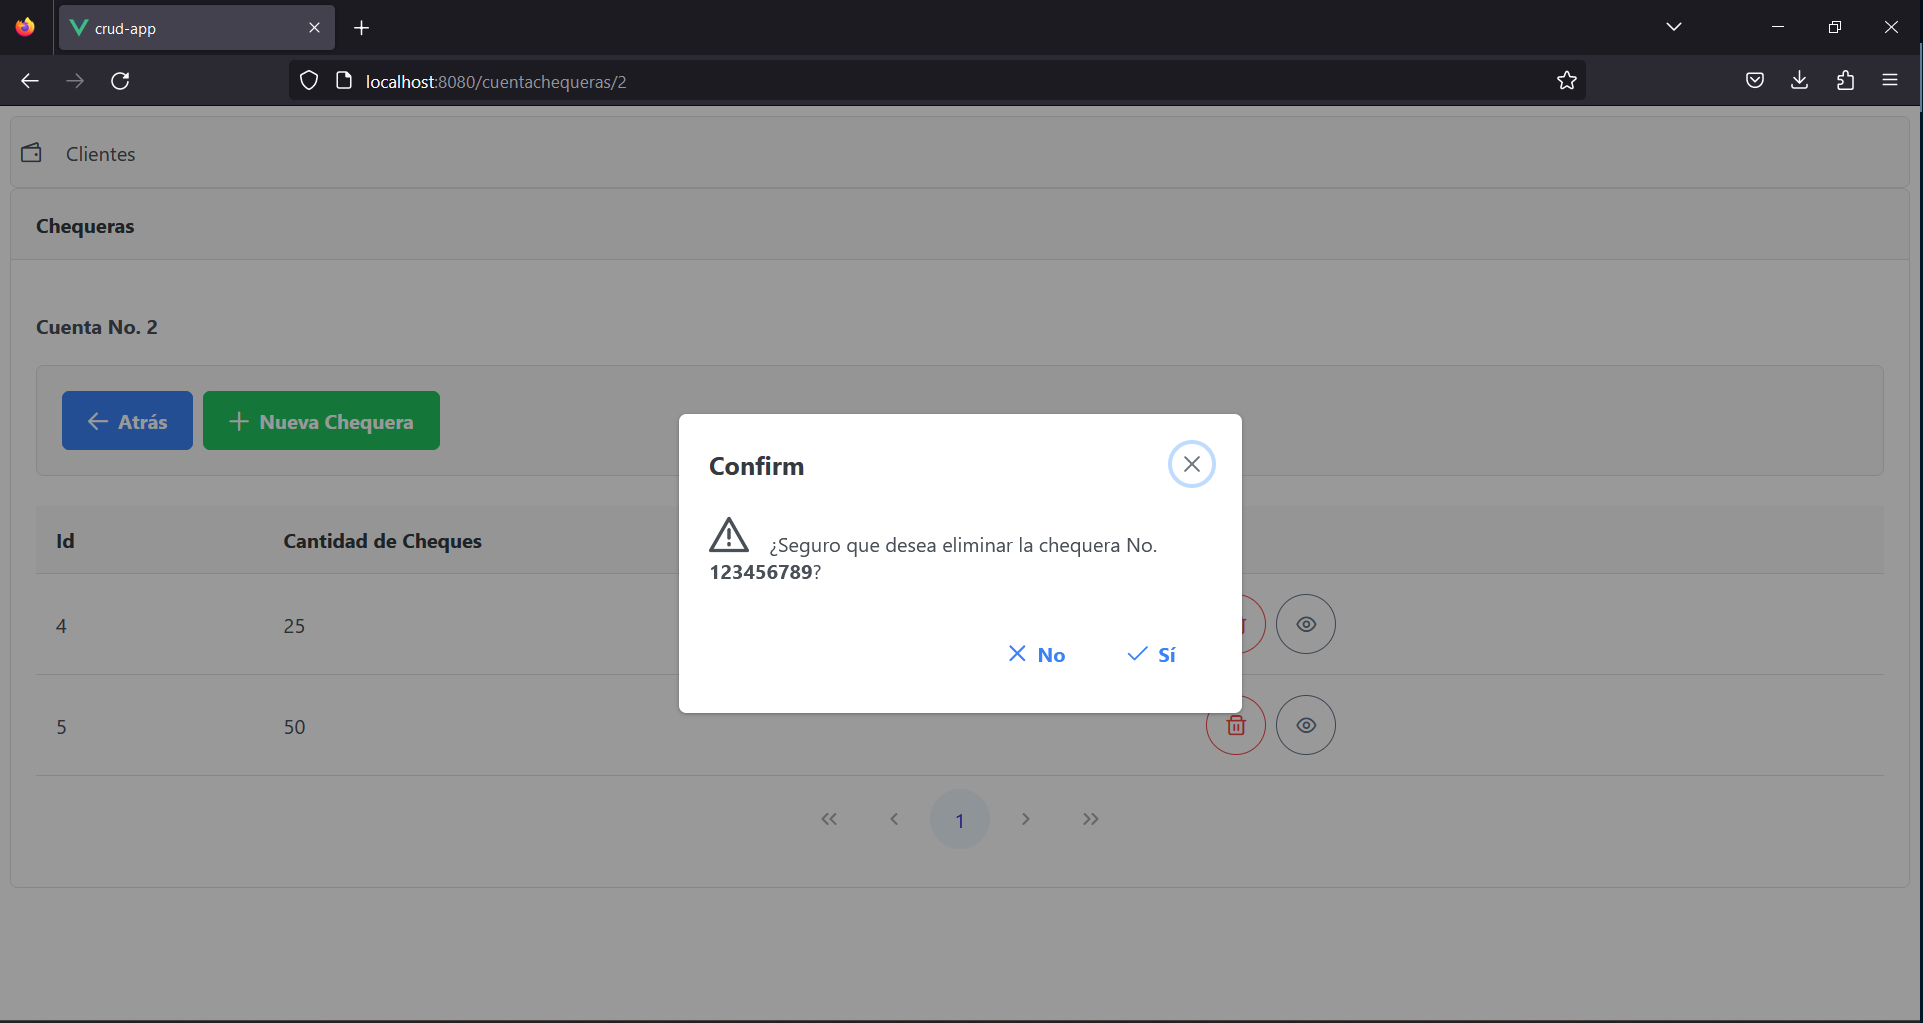 crud-app
localhost:8080/cuentachequeras/2
Clientes
Chequeras
Cuenta No. 2
Atrás
Nueva Chequera
Id
Cantidad de Cheques
4
25
5
50
Confirm
¿Seguro que desea eliminar la chequera No.
123456789?
No
Sí
1